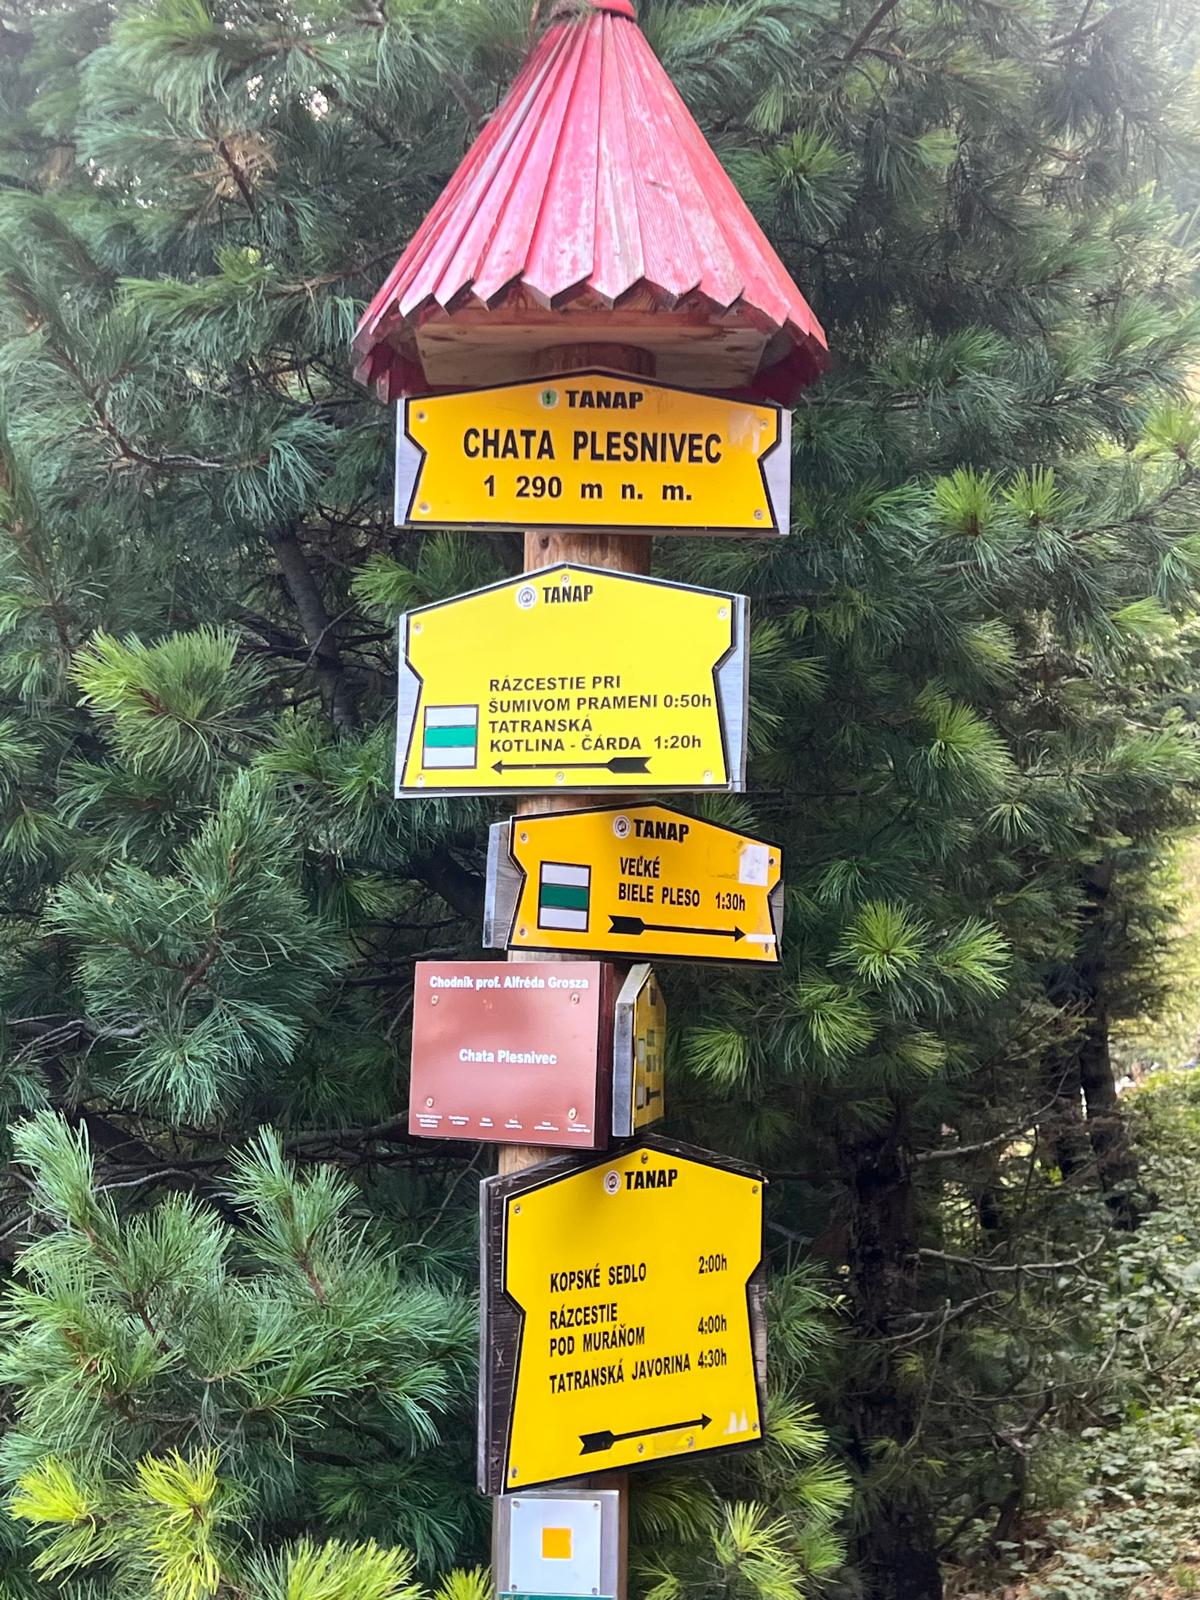 TANAP
CHATA PLESNIVEC
1 290 m n. m.
TANAP
RÁZCESTIE PRI
ŠUMIVOM PRAMENI 0:50h
TATRANSKÁ
KOTLINA - ČÁRDA 1:20h
TANAP
VEĽKÉ
BIELE PLESO 1:30h
Chodník prof. Alfréda Grosza
Chata Plesnivec
TANAP
KOPSKÉ SEDLO 2:00h
RÁZCESTIE
POD MURÁŇOM 4:00h
TATRANSKÁ JAVORINA 4:30h